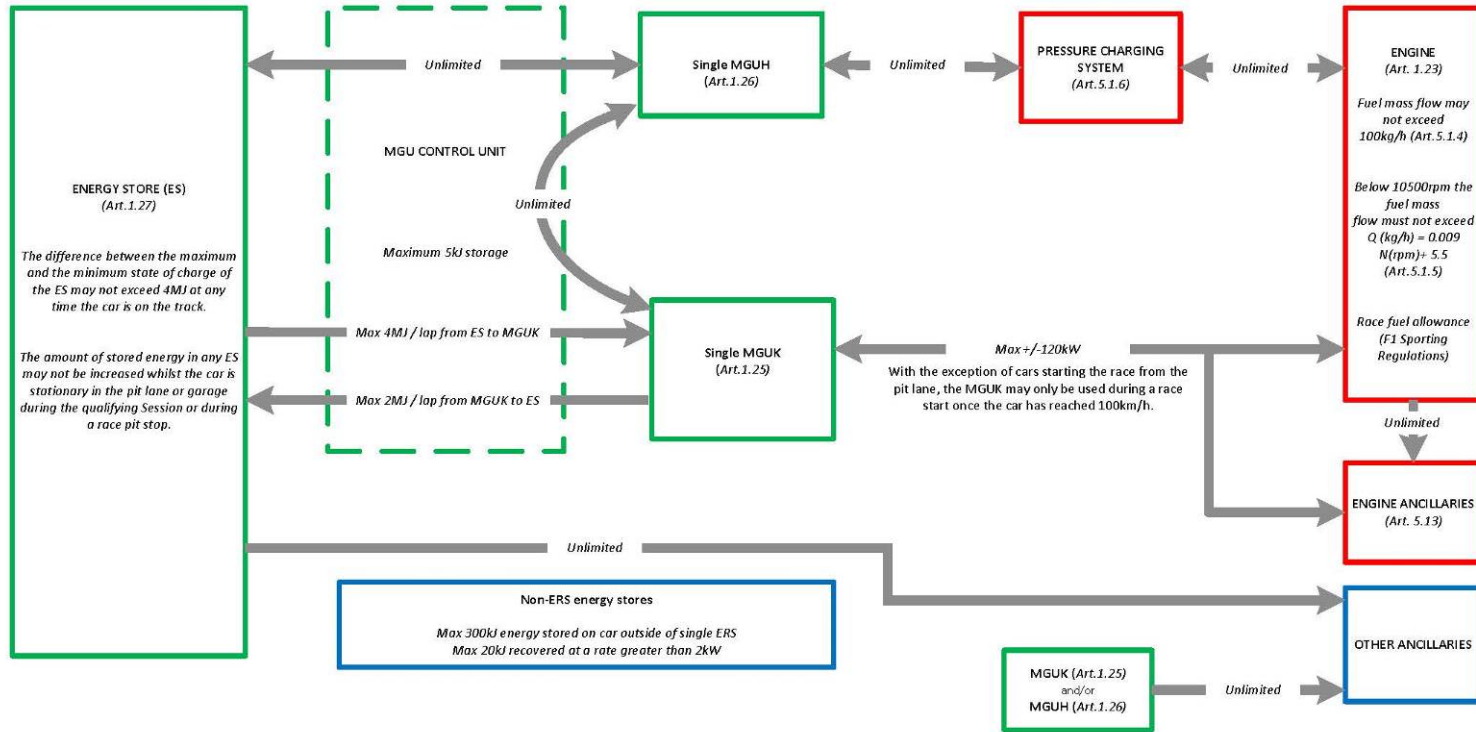 ENERGY STORE (ES)
(Art.1.27)
The difference between the maximum
and the minimum state of charge of
the ES may not exceed 4MJ at any
time the car is on the track.
The amount of stored energy in any ES
may not be increased whilst the car is
stationary in the pit lane or garage
during the qualifying Session or during
a race pit stop.
Unlimited
MGU CONTROL UNIT
Unlimited
Maximum 5kJ storage
Max 4MJ / lap from ES to MGUK
Max 2MJ / lap from MGUK to ES
Single MGUH
(Art.1.26)
Unlimited
PRESSURE CHARGING
SYSTEM
(Art.5.1.6)
Unlimited
ENGINE
(Art. 1.23)
Fuel mass flow may
not exceed
100kg/h (Art.5.1.4)
Below 10500rpm the
fuel mass
flow must not exceed
Q (kg/h) = 0.009
N(rpm)+ 5.5
(Art.5.1.5)
Race fuel allowance
(F1 Sporting
Regulations)
Single MGUK
(Art.1.25)
Max +/-120kW
With the exception of cars starting the race from the
pit lane, the MGUK may only be used during a race
start once the car has reached 100km/h.
Unlimited
ENGINE ANCILLARIES
(Art. 5.13)
Unlimited
Non-ERS energy stores
Max 300kJ energy stored on car outside of single ERS
Max 20kJ recovered at a rate greater than 2kW
OTHER ANCILLARIES
MGUK (Art.1.25)
and/or
MGUH (Art.1.26)
Unlimited